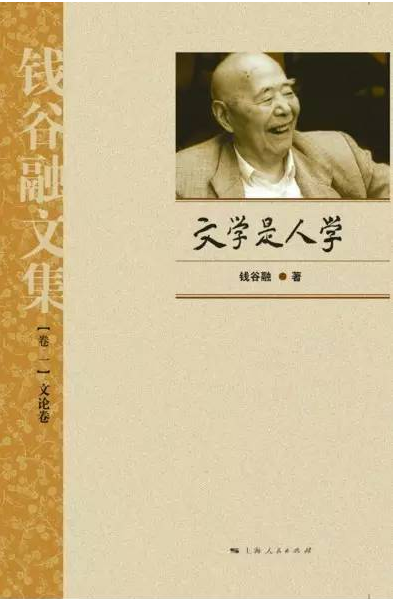 钱谷融文集
【卷一】文论卷
文学是人学
钱谷融 著
上海人民出版社